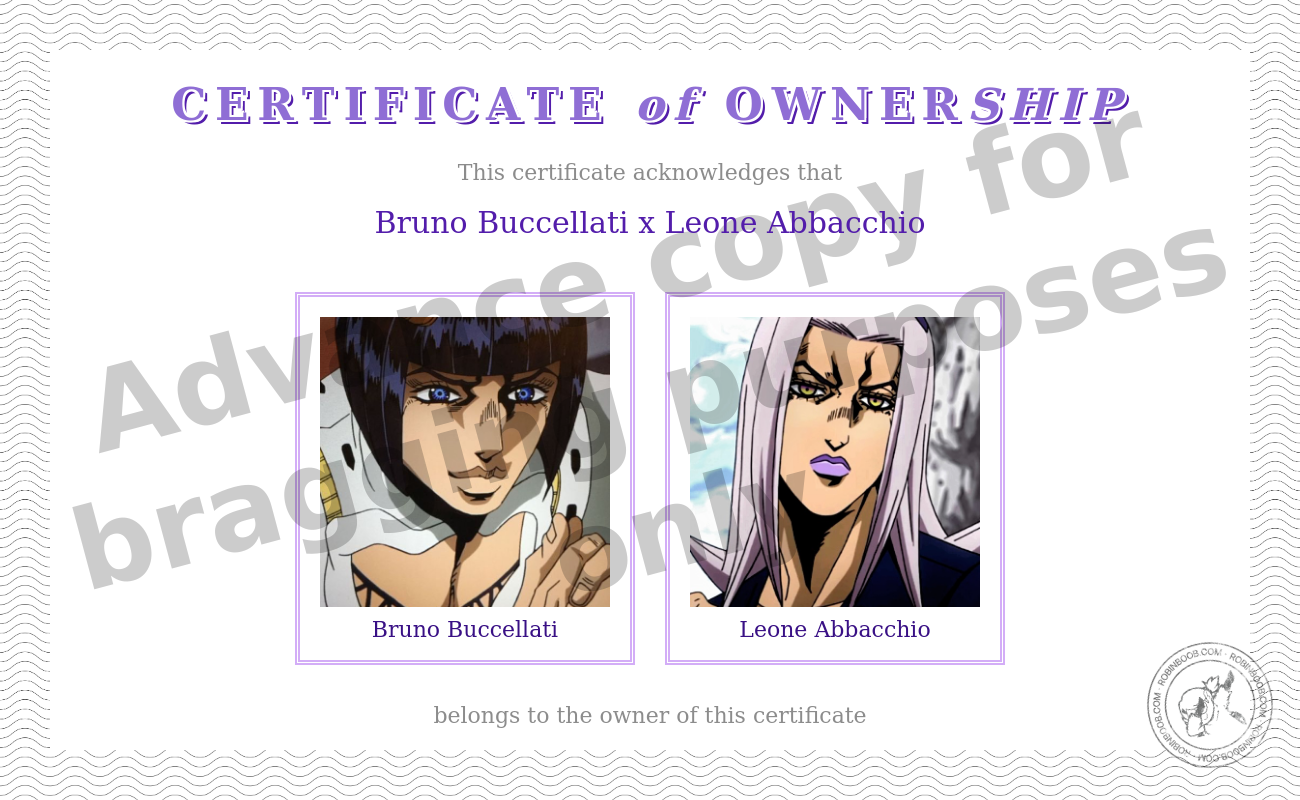 CERTIFICATE of OWNERSHIP
This certificate acknowledges that
Bruno Buccellati x Leone Abbacchio
Advance copy for
bragging purposes
only
Bruno Buccellati
Leone Abbacchio
belongs to the owner of this certificate
ROBINBOOB.COM · ROBINBOOB.COM · ROBINBOOB.COM · ROBINBOOB.COM ·